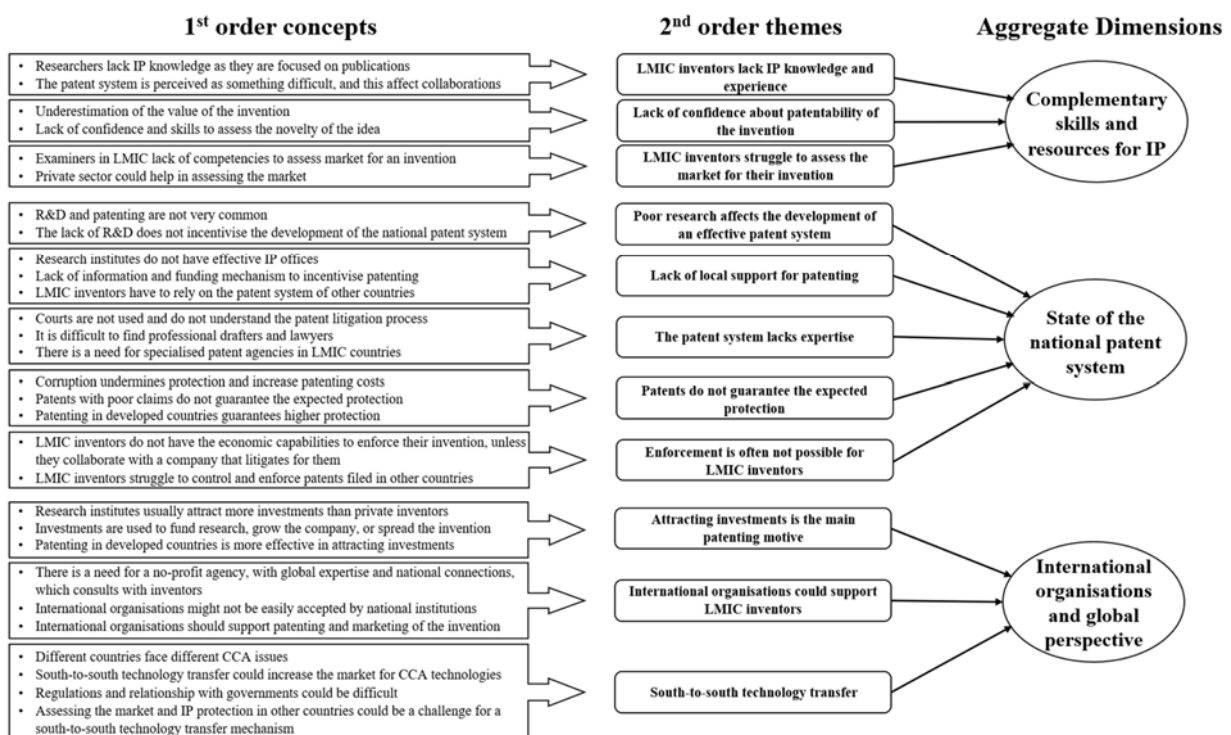 1st order concepts
2nd order themes
Aggregate Dimensions
• Researchers lack IP knowledge as they are focused on publications
• The patent system is perceived as something difficult, and this affect collaborations
LMIC inventors lack IP knowledge and
experience
• Underestimation of the value of the invention
• Lack of confidence and skills to assess the novelty of the idea
Lack of confidence about patentability of
the invention
• Examiners in LMIC lack of competencies to assess market for an invention
• Private sector could help in assessing the market
LMIC inventors struggle to assess the
market for their invention
Complementary
skills and
resources for IP
• R&D and patenting are not very common
• The lack of R&D does not incentivise the development of the national patent system
Poor research affects the development of
an effective patent system
• Research institutes do not have effective IP offices
• Lack of information and funding mechanism to incentivise patenting
• LMIC inventors have to rely on the patent system of other countries
Lack of local support for patenting
• Courts are not used and do not understand the patent litigation process
• It is difficult to find professional drafters and lawyers
• There is a need for specialised patent agencies in LMIC countries
The patent system lacks expertise
• Corruption undermines protection and increase patenting costs
• Patents with poor claims do not guarantee the expected protection
• Patenting in developed countries guarantees higher protection
Patents do not guarantee the expected
protection
• LMIC inventors do not have the economic capabilities to enforce their invention, unless
they collaborate with a company that litigates for them
• LMIC inventors struggle to control and enforce patents filed in other countries
Enforcement is often not possible for
LMIC inventors
State of the
national patent
system
• Research institutes usually attract more investments than private inventors
• Investments are used to fund research, grow the company, or spread the invention
• Patenting in developed countries is more effective in attracting investments
Attracting investments is the main
patenting motive
• There is a need for a no-profit agency, with global expertise and national connections,
which consults with inventors
• International organisations might not be easily accepted by national institutions
• International organisations should support patenting and marketing of the invention
International organisations could support
LMIC inventors
• Different countries face different CCA issues
• South-to-south technology transfer could increase the market for CCA technologies
• Regulations and relationship with governments could be difficult
• Assessing the market and IP protection in other countries could be a challenge for a
south-to-south technology transfer mechanism
South-to-south technology transfer
International
organisations
and global
perspective